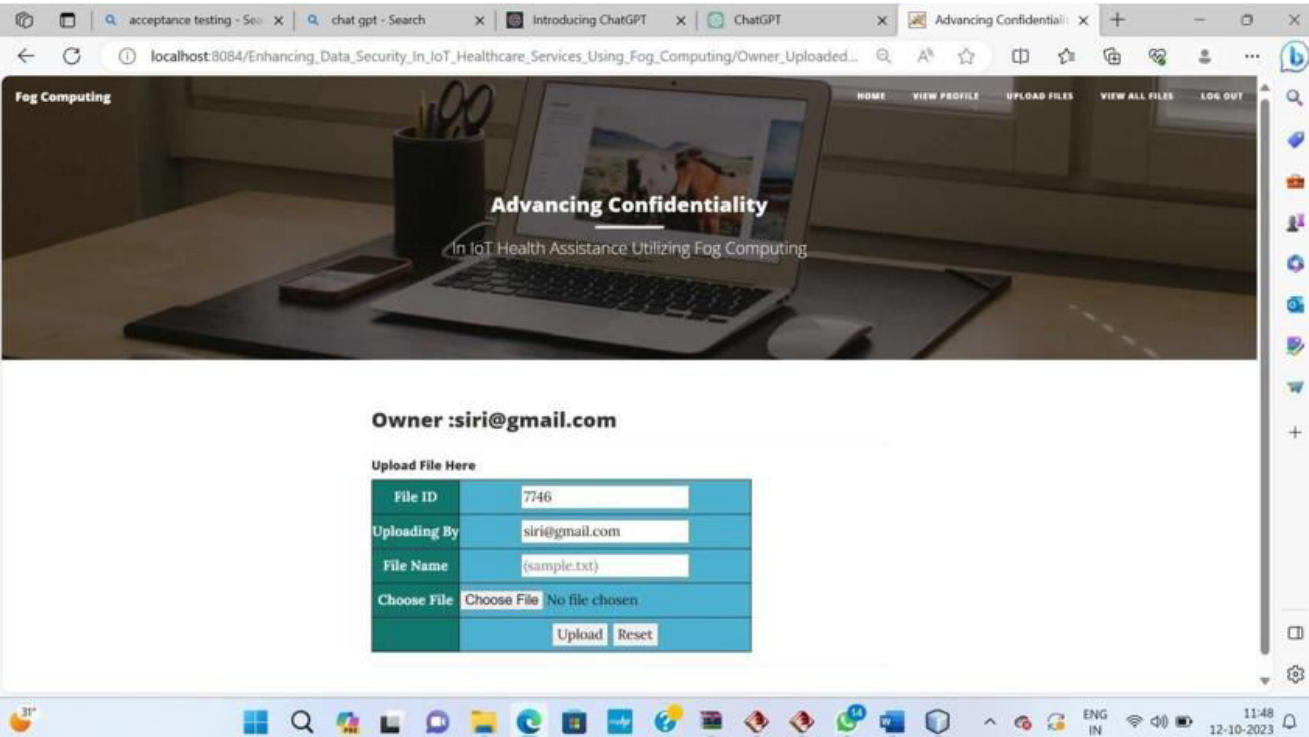 acceptance testing - Sea
chat gpt - Search
Introducing ChatGPT
ChatGPT
Advancing Confidentiali
localhost:8084/Enhancing_Data_Security_In_IoT_Healthcare_Services_Using_Fog_Computing/Owner_Uploaded...
Fog Computing
HOME VIEW PROFILE UPLOAD FILES VIEW ALL FILES LOG OUT
Advancing Confidentiality
In IoT Health Assistance Utilizing Fog Computing
Owner :siri@gmail.com
Upload File Here
File ID 7746
Uploading By siri@gmail.com
File Name (sample.txt)
Choose File Choose File No file chosen
Upload Reset
31°
14
ENG
IN
11:48
12-10-2023